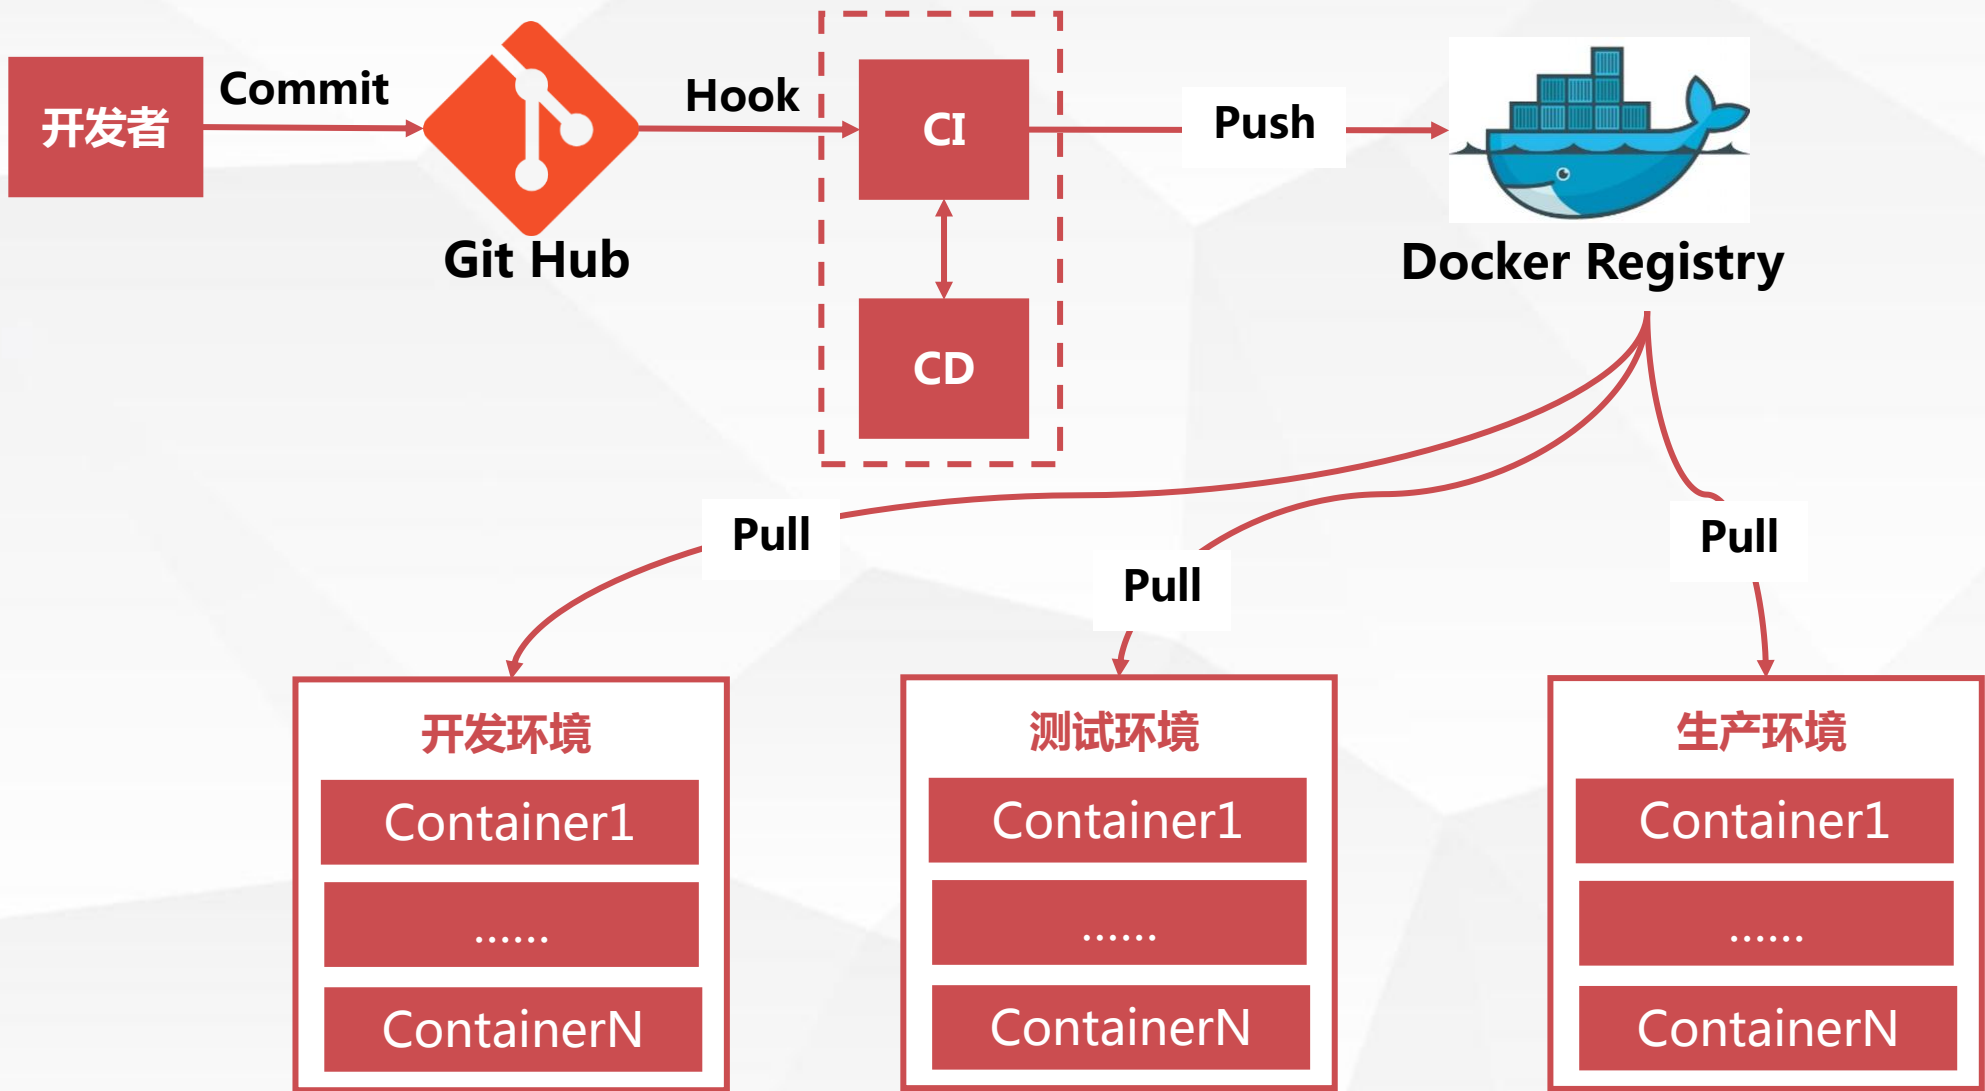 开发者
Commit
Git Hub
Hook
CI
CD
Push
Docker Registry
Pull
Pull
Pull
开发环境
Container1
......
ContainerN
测试环境
Container1
......
ContainerN
生产环境
Container1
......
ContainerN